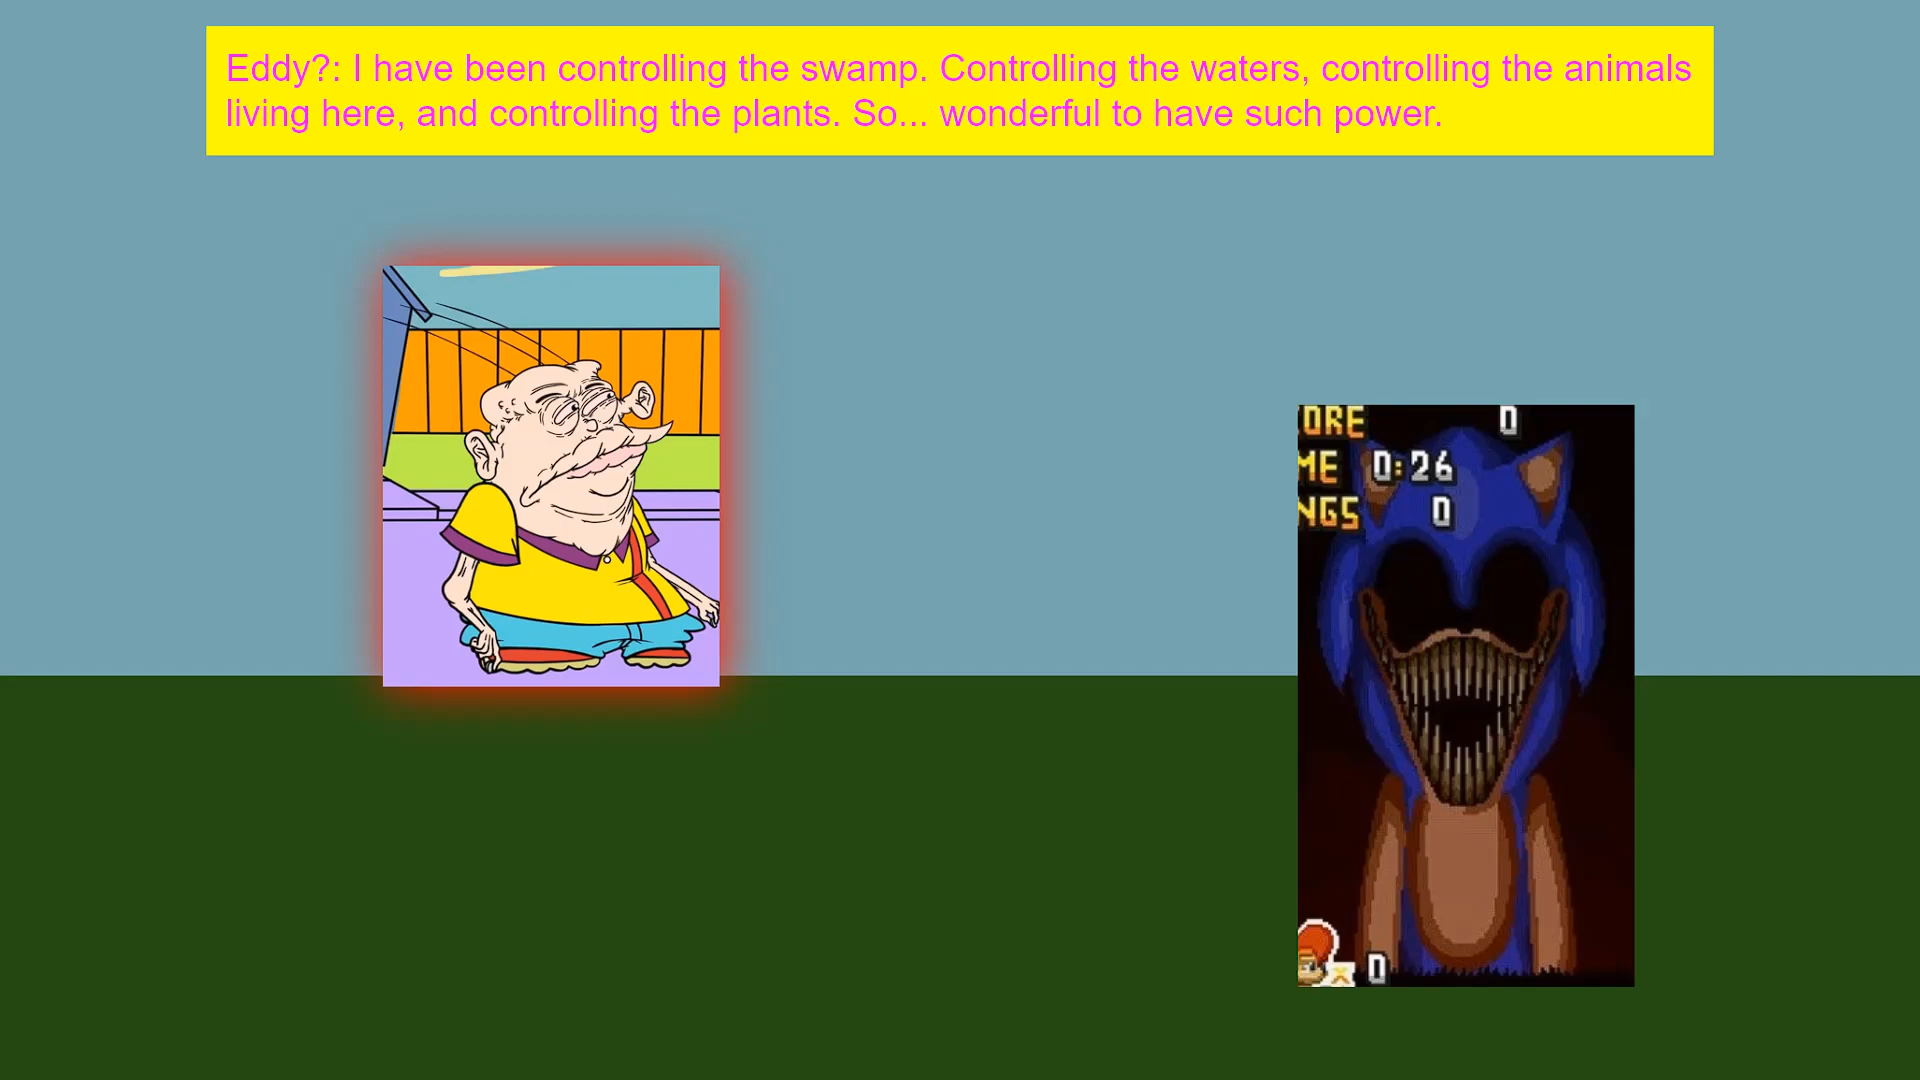 Eddy?: I have been controlling the swamp. Controlling the waters, controlling the animals
living here, and controlling the plants. So... wonderful to have such power.
ORE 0
ME 0:26
NGS 0
X 0